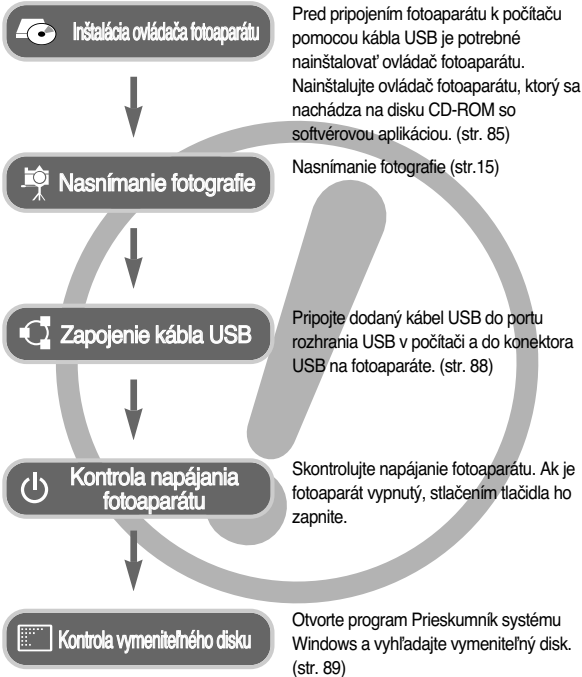 Inštalácia ovládača fotoaparátu
Pred pripojením fotoaparátu k počítaču
pomocou kábla USB je potrebné
nainštalovať ovládač fotoaparátu.
Nainštalujte ovládač fotoaparátu, ktorý sa
nachádza na disku CD-ROM so
softvérovou aplikáciou. (str. 85)
Nasnímanie fotografie
Nasnímanie fotografie (str.15)
Zapojenie kábla USB
Pripojte dodaný kábel USB do portu
rozhrania USB v počítači a do konektora
USB na fotoaparáte. (str. 88)
Kontrola napájania
fotoaparátu
Skontrolujte napájanie fotoaparátu. Ak je
fotoaparát vypnutý, stlačením tlačidla ho
zapnite.
Kontrola vymeniteľného disku
Otvorte program Prieskumník systému
Windows a vyhľadajte vymeniteľný disk.
(str. 89)